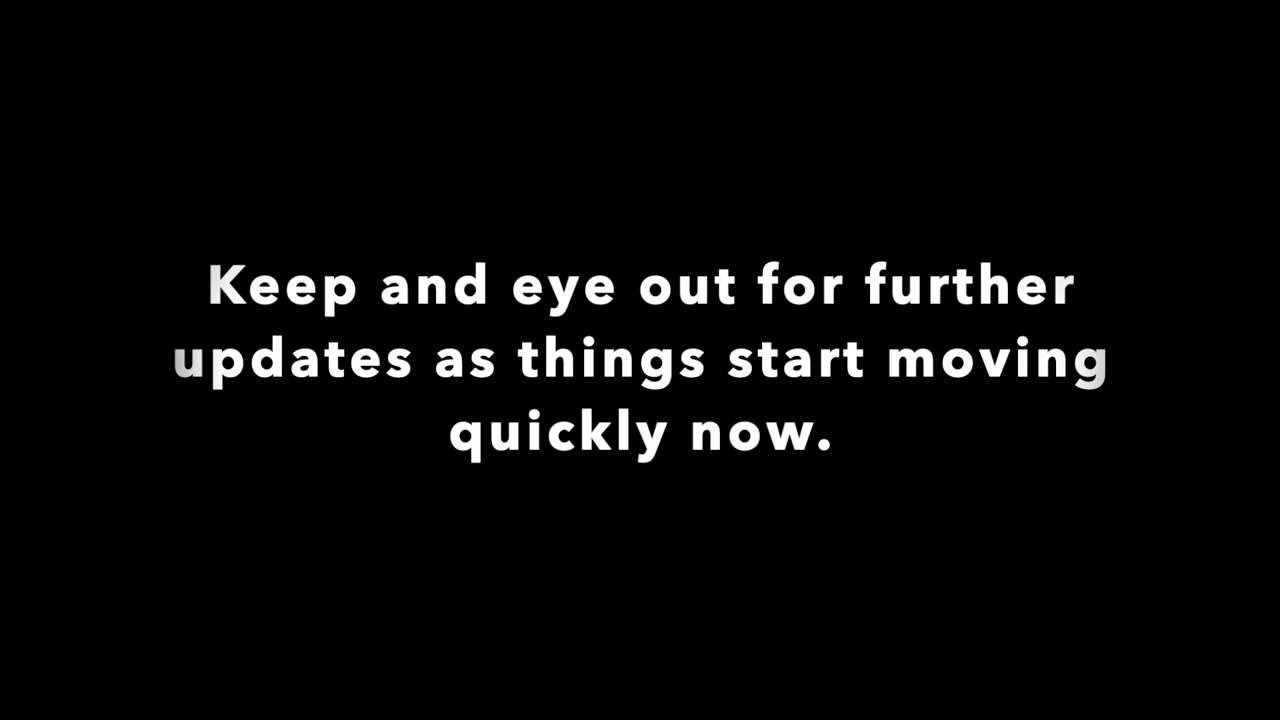 Keep and eye out for further
updates as things start moving
quickly now.